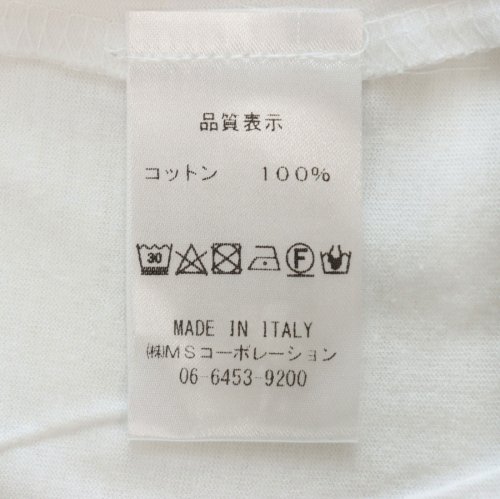 品質表示
コットン 100%
30 F
MADE IN ITALY
㈱MSコーポレーション
06-6453-9200